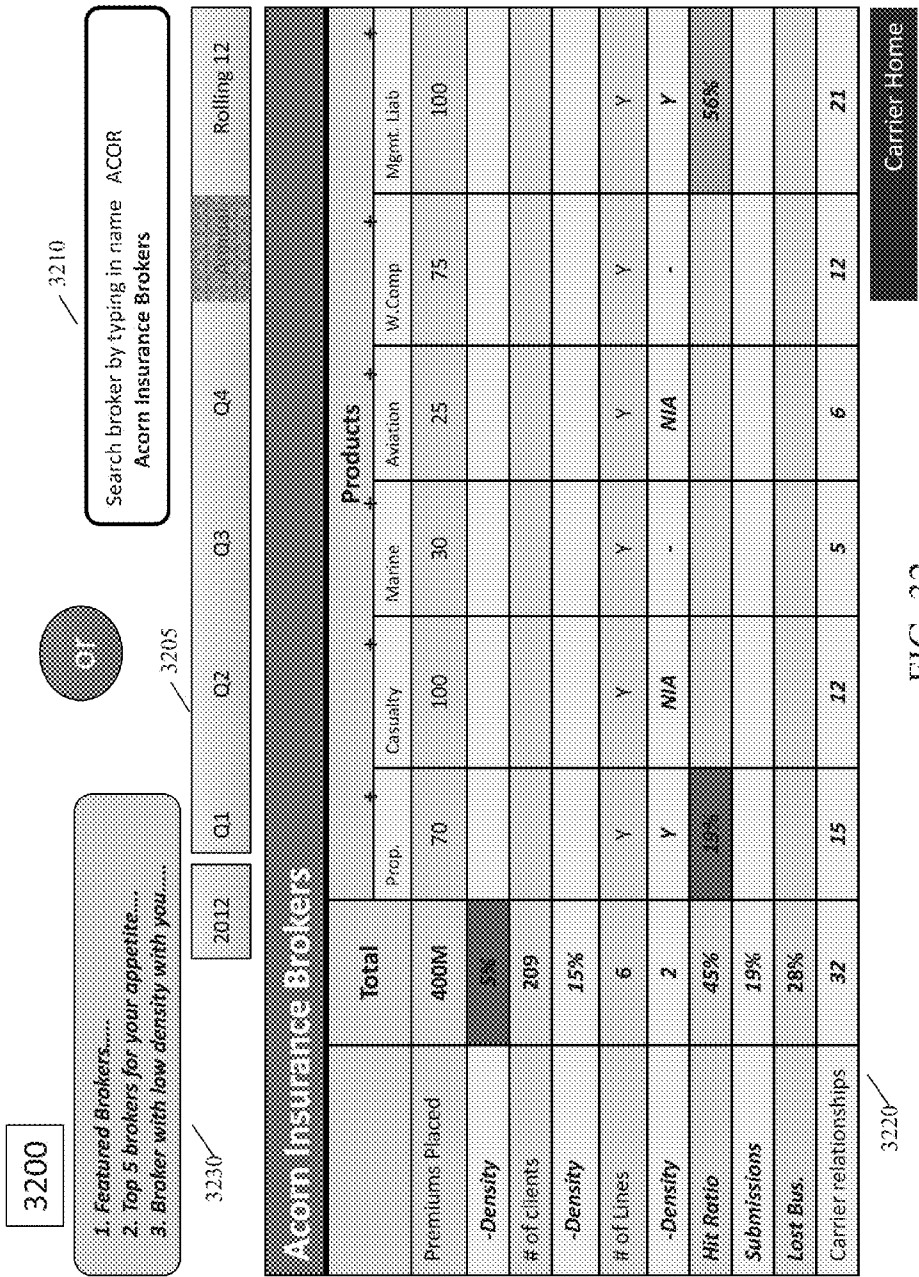 3200
1. Featured Brokers......
2. Top 5 brokers for your appetite....
3. Broker with low density with you.....
3230
or
3210
Search broker by typing in name ACOR
Acorn Insurance Brokers
3205
2012 Q1 Q2 Q3 Q4 Rolling 12
Acorn Insurance Brokers
Total Products
Prop. + Casualty + Marine + Aviation + W.Comp + Mgmt. Liab +
Premiums Placed 400M 70 100 30 25 75 100
-Density 5%
# of clients 209
-Density 15%
# of Lines 6 Y Y Y Y Y Y
-Density 2 Y N/A - N/A - Y
Hit Ratio 45% 56%
Submissions 19%
Lost Bus. 28%
Carrier relationships 32 15 12 5 6 12 21
3220
Carrier Home